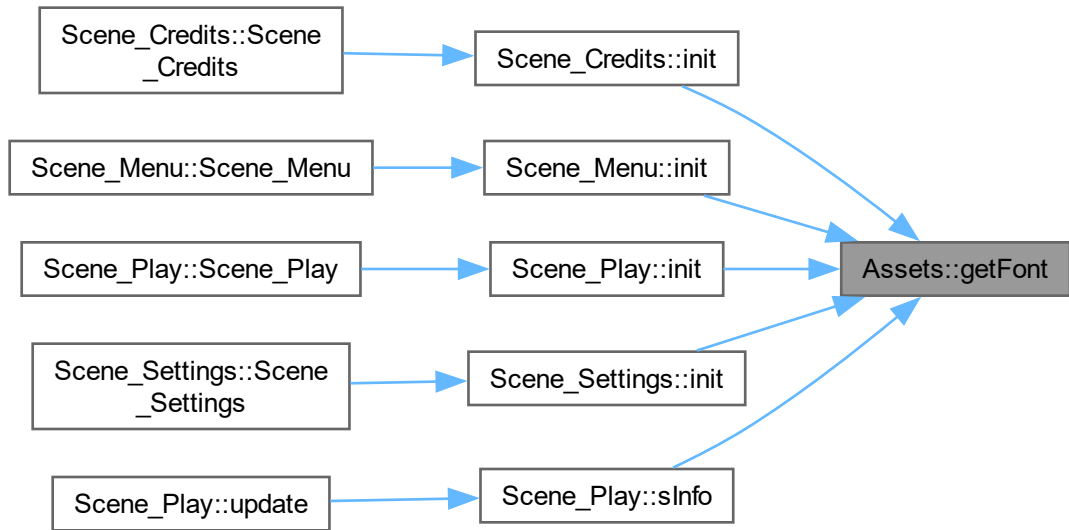 Scene_Credits::Scene
_Credits
Scene_Credits::init
Scene_Menu::Scene_Menu
Scene_Menu::init
Scene_Play::Scene_Play
Scene_Play::init
Assets::getFont
Scene_Settings::Scene
_Settings
Scene_Settings::init
Scene_Play::update
Scene_Play::sInfo